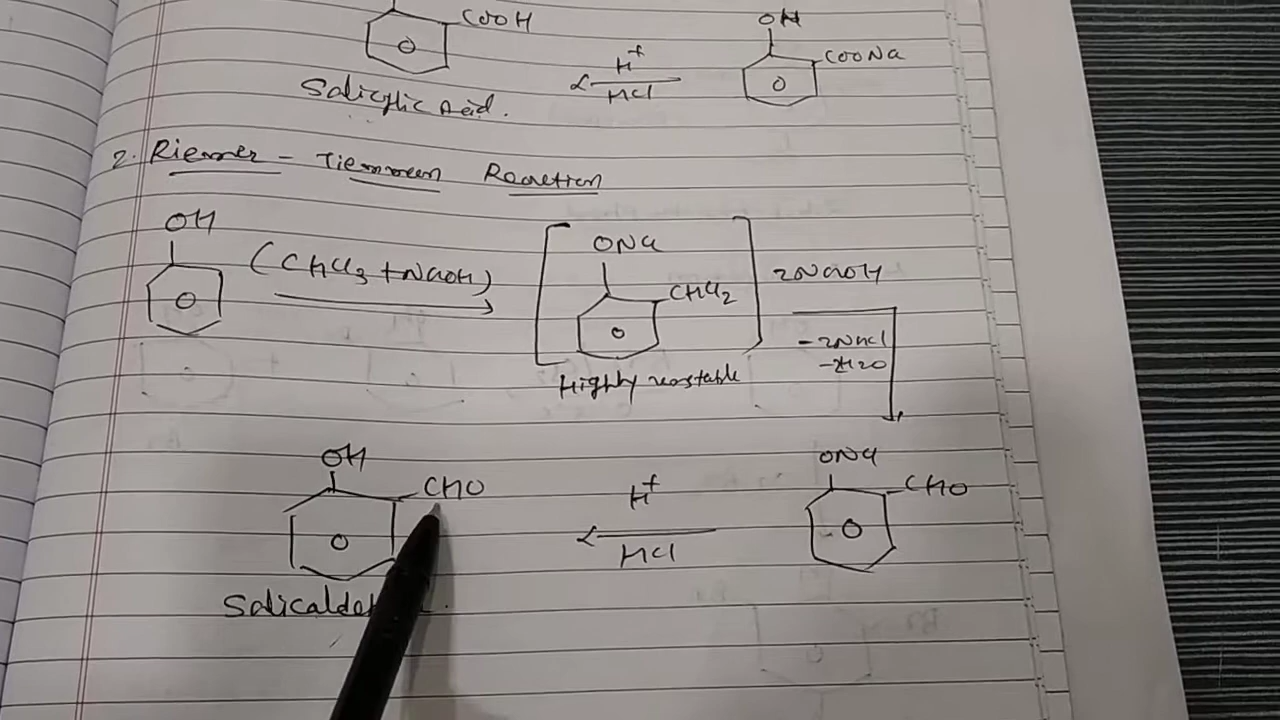 COOH
OH
COONa
H+
HCl
Salicylic Acid.
2. Riemer - Tiemmeen Reaction
OH
(CHCl3 + NaOH)
ONa
CHCl2
2NaOH
-2NaCl
-H2O
Highly unstable
OH
CHO
H+
HCl
ONa
CHO